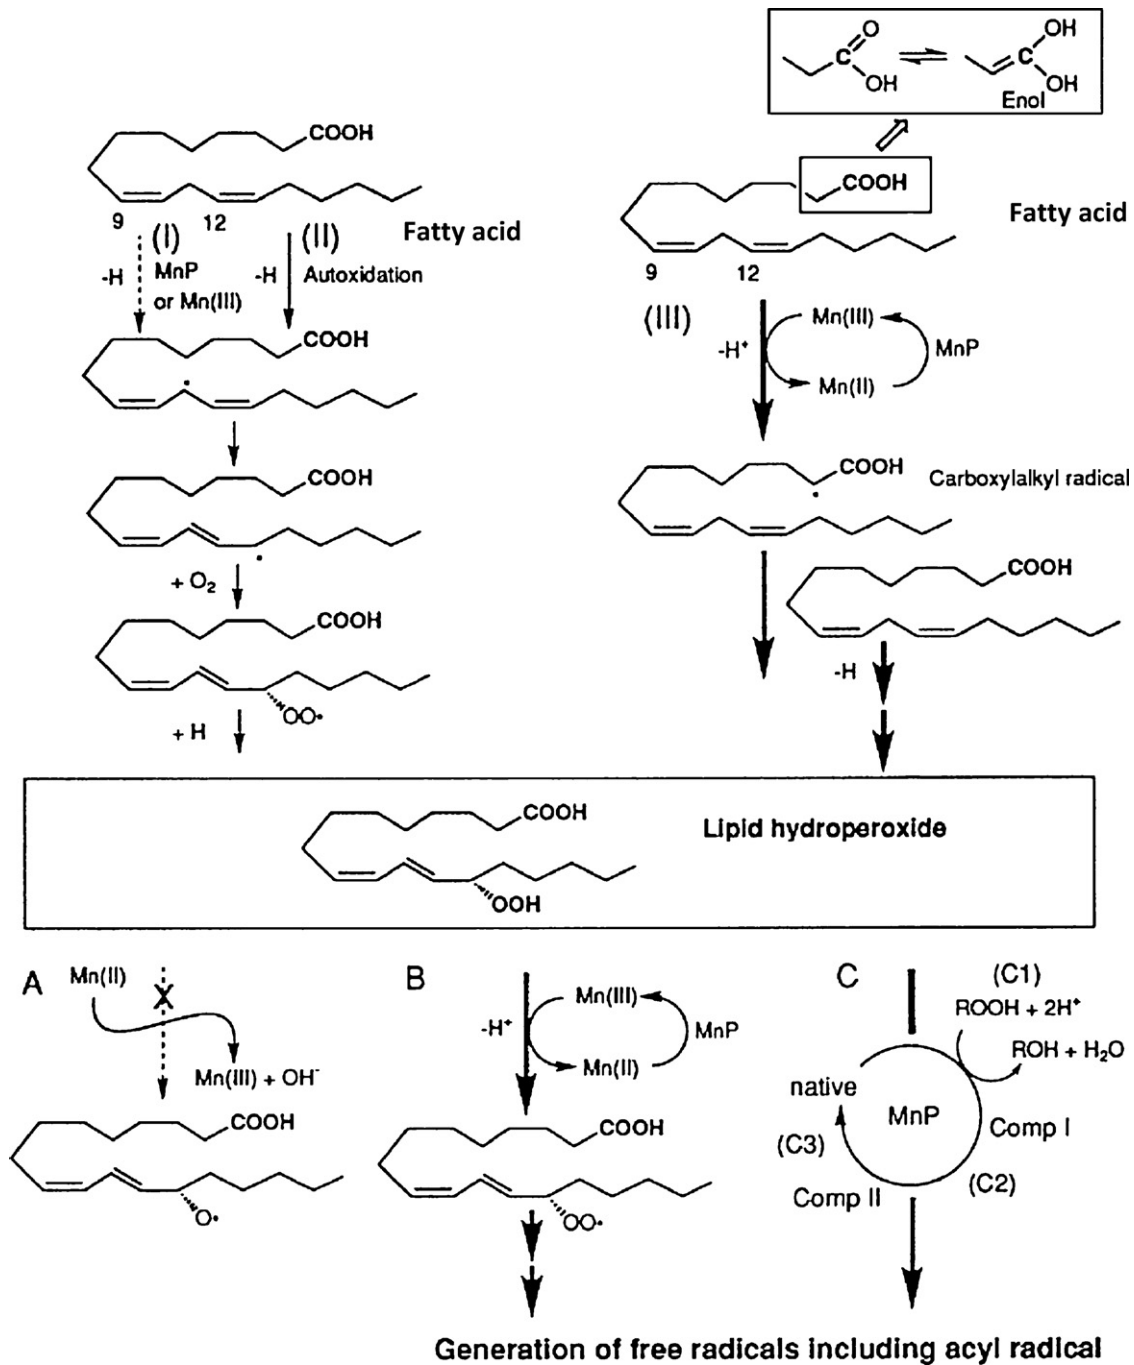 O
C
OH
OH
C
OH
Enol
COOH
9
12
Fatty acid
(I)
(II)
-H
MnP
or Mn(III)
-H
Autoxidation
COOH
COOH
+ O2
COOH
OO•
+ H
COOH
Fatty acid
9
12
(III)
-H+
Mn(III)
Mn(II)
MnP
COOH
Carboxylalkyl radical
COOH
-H
COOH
Lipid hydroperoxide
OOH
A
Mn(II)
X
Mn(III) + OH-
COOH
O•
B
-H+
Mn(III)
Mn(II)
MnP
COOH
OO•
C
(C1)
ROOH + 2H+
ROH + H2O
native
MnP
Comp I
(C3)
(C2)
Comp II
Generation of free radicals including acyl radical